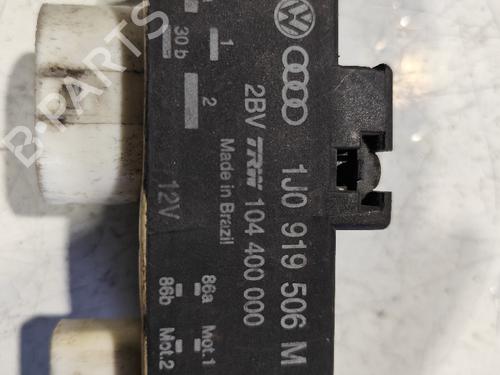 1J0 919 506 M
2BV TRW 104 400 000
Made in Brazil
12V
1
30 b
2
86a
86b
Mot.1
Mot.2
B-PARTS